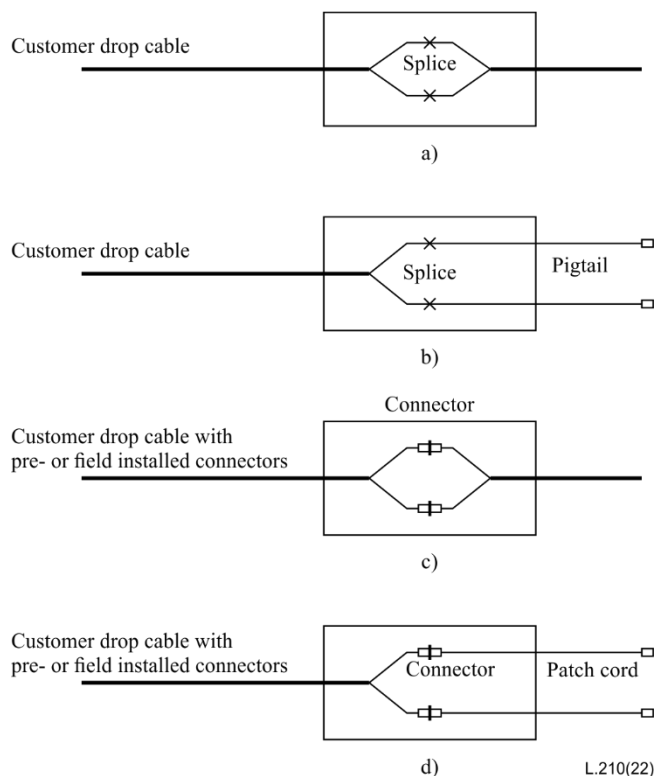 Customer drop cable
Splice
a)
Customer drop cable
Splice
Pigtail
b)
Connector
Customer drop cable with
pre- or field installed connectors
c)
Customer drop cable with
pre- or field installed connectors
Connector
Patch cord
d)
L.210(22)